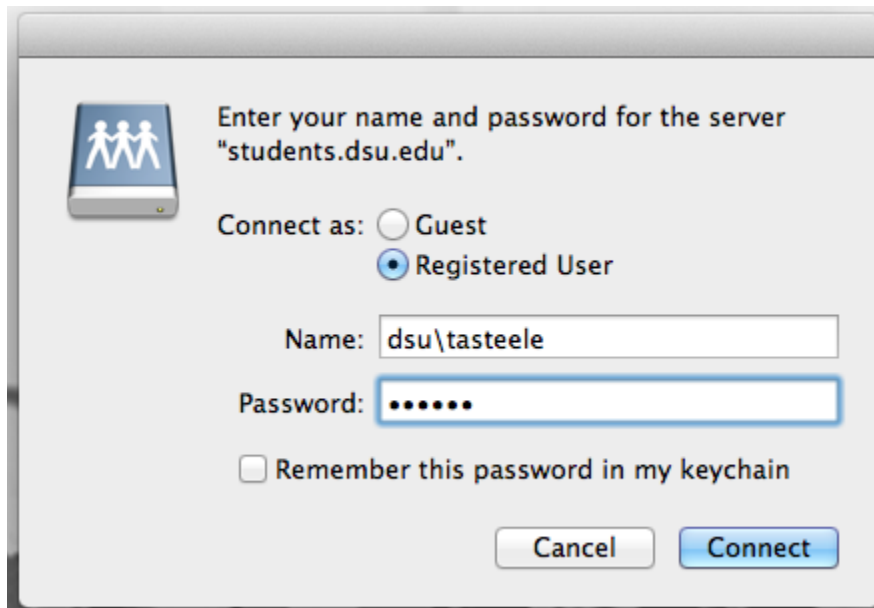 Enter your name and password for the server
“students.dsu.edu”.
Connect as: Guest
Registered User
Name: dsu\tasteele
Password: ••••••
Remember this password in my keychain
Cancel Connect